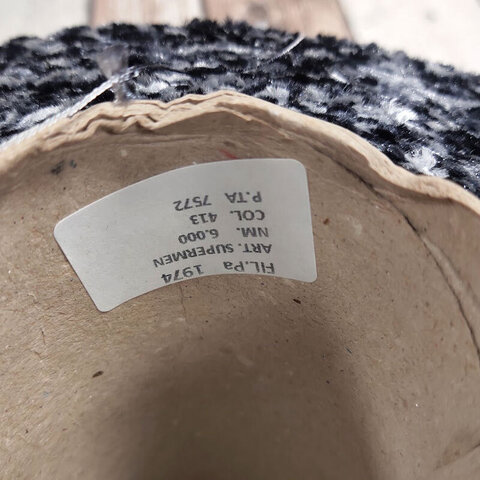 FIL.Pa 1974
ART. SUPERMEN
NM. 6.000
COL. 413
P.TA 7572